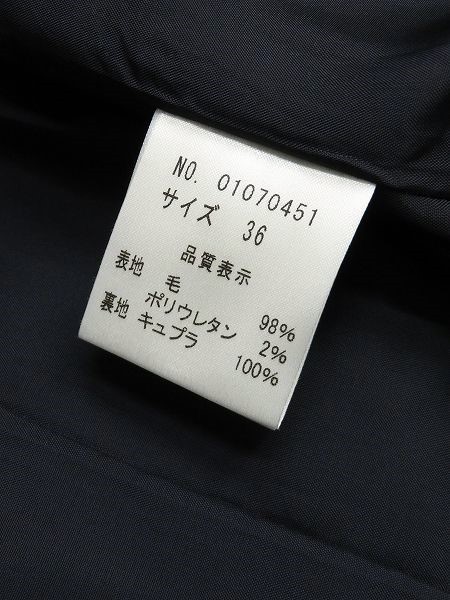 NO. 01070451
サイズ 36
品質表示
表地 毛 98%
ポリウレタン 2%
裏地 キュプラ 100%